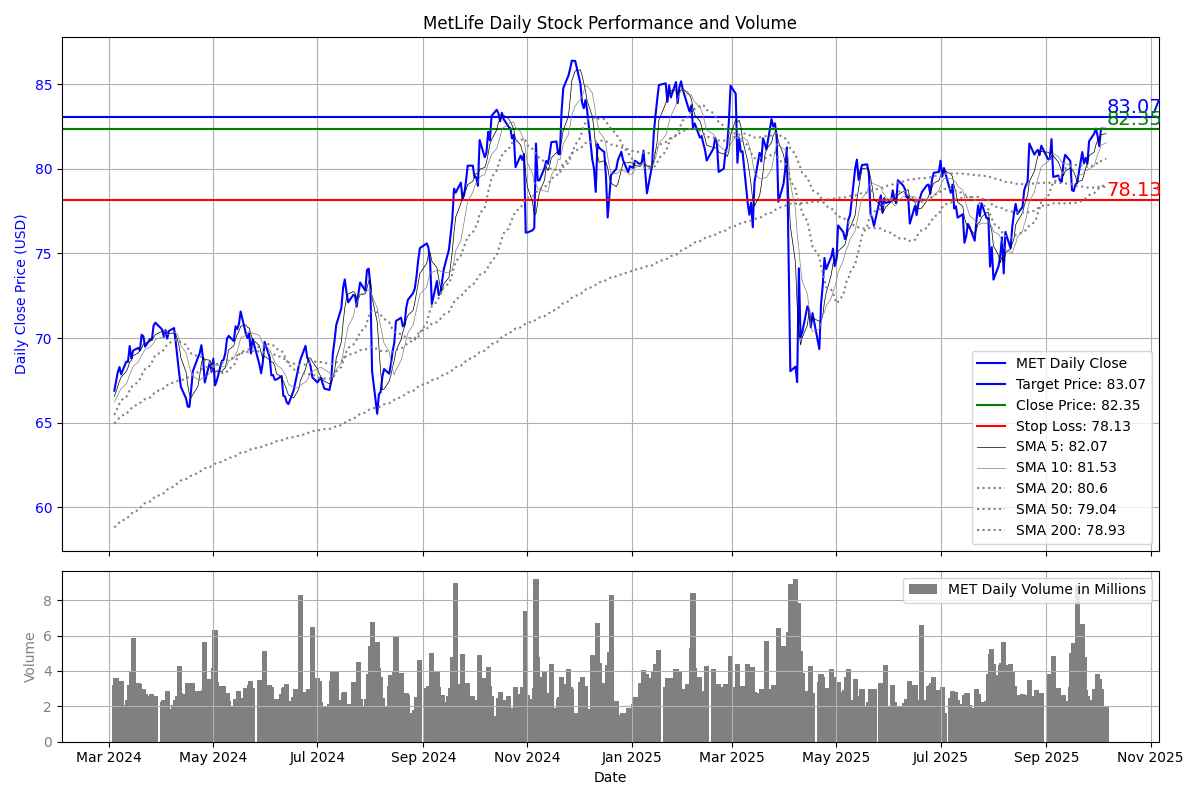 MetLife Daily Stock Performance and Volume
Daily Close Price (USD)
85
80
75
70
65
60
83.07
82.35
78.13
MET Daily Close
Target Price: 83.07
Close Price: 82.35
Stop Loss: 78.13
SMA 5: 82.07
SMA 10: 81.53
SMA 20: 80.6
SMA 50: 79.04
SMA 200: 78.93
Volume
8
6
4
2
0
MET Daily Volume in Millions
Mar 2024 May 2024 Jul 2024 Sep 2024 Nov 2024 Jan 2025 Mar 2025 May 2025 Jul 2025 Sep 2025 Nov 2025
Date